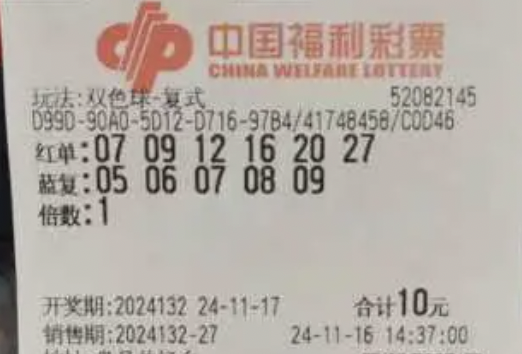 中国福利彩票
CHINA WELFARE LOTTERY
玩法:双色球-复式 52082145
D99D-90A0-5D12-D716-97B4/41748458/C0D46
红单:07 09 12 16 20 27
蓝复:05 06 07 08 09
倍数:1
开奖期:2024132 24-11-17 合计10元
销售期:2024132-27 24-11-16 14:37:00